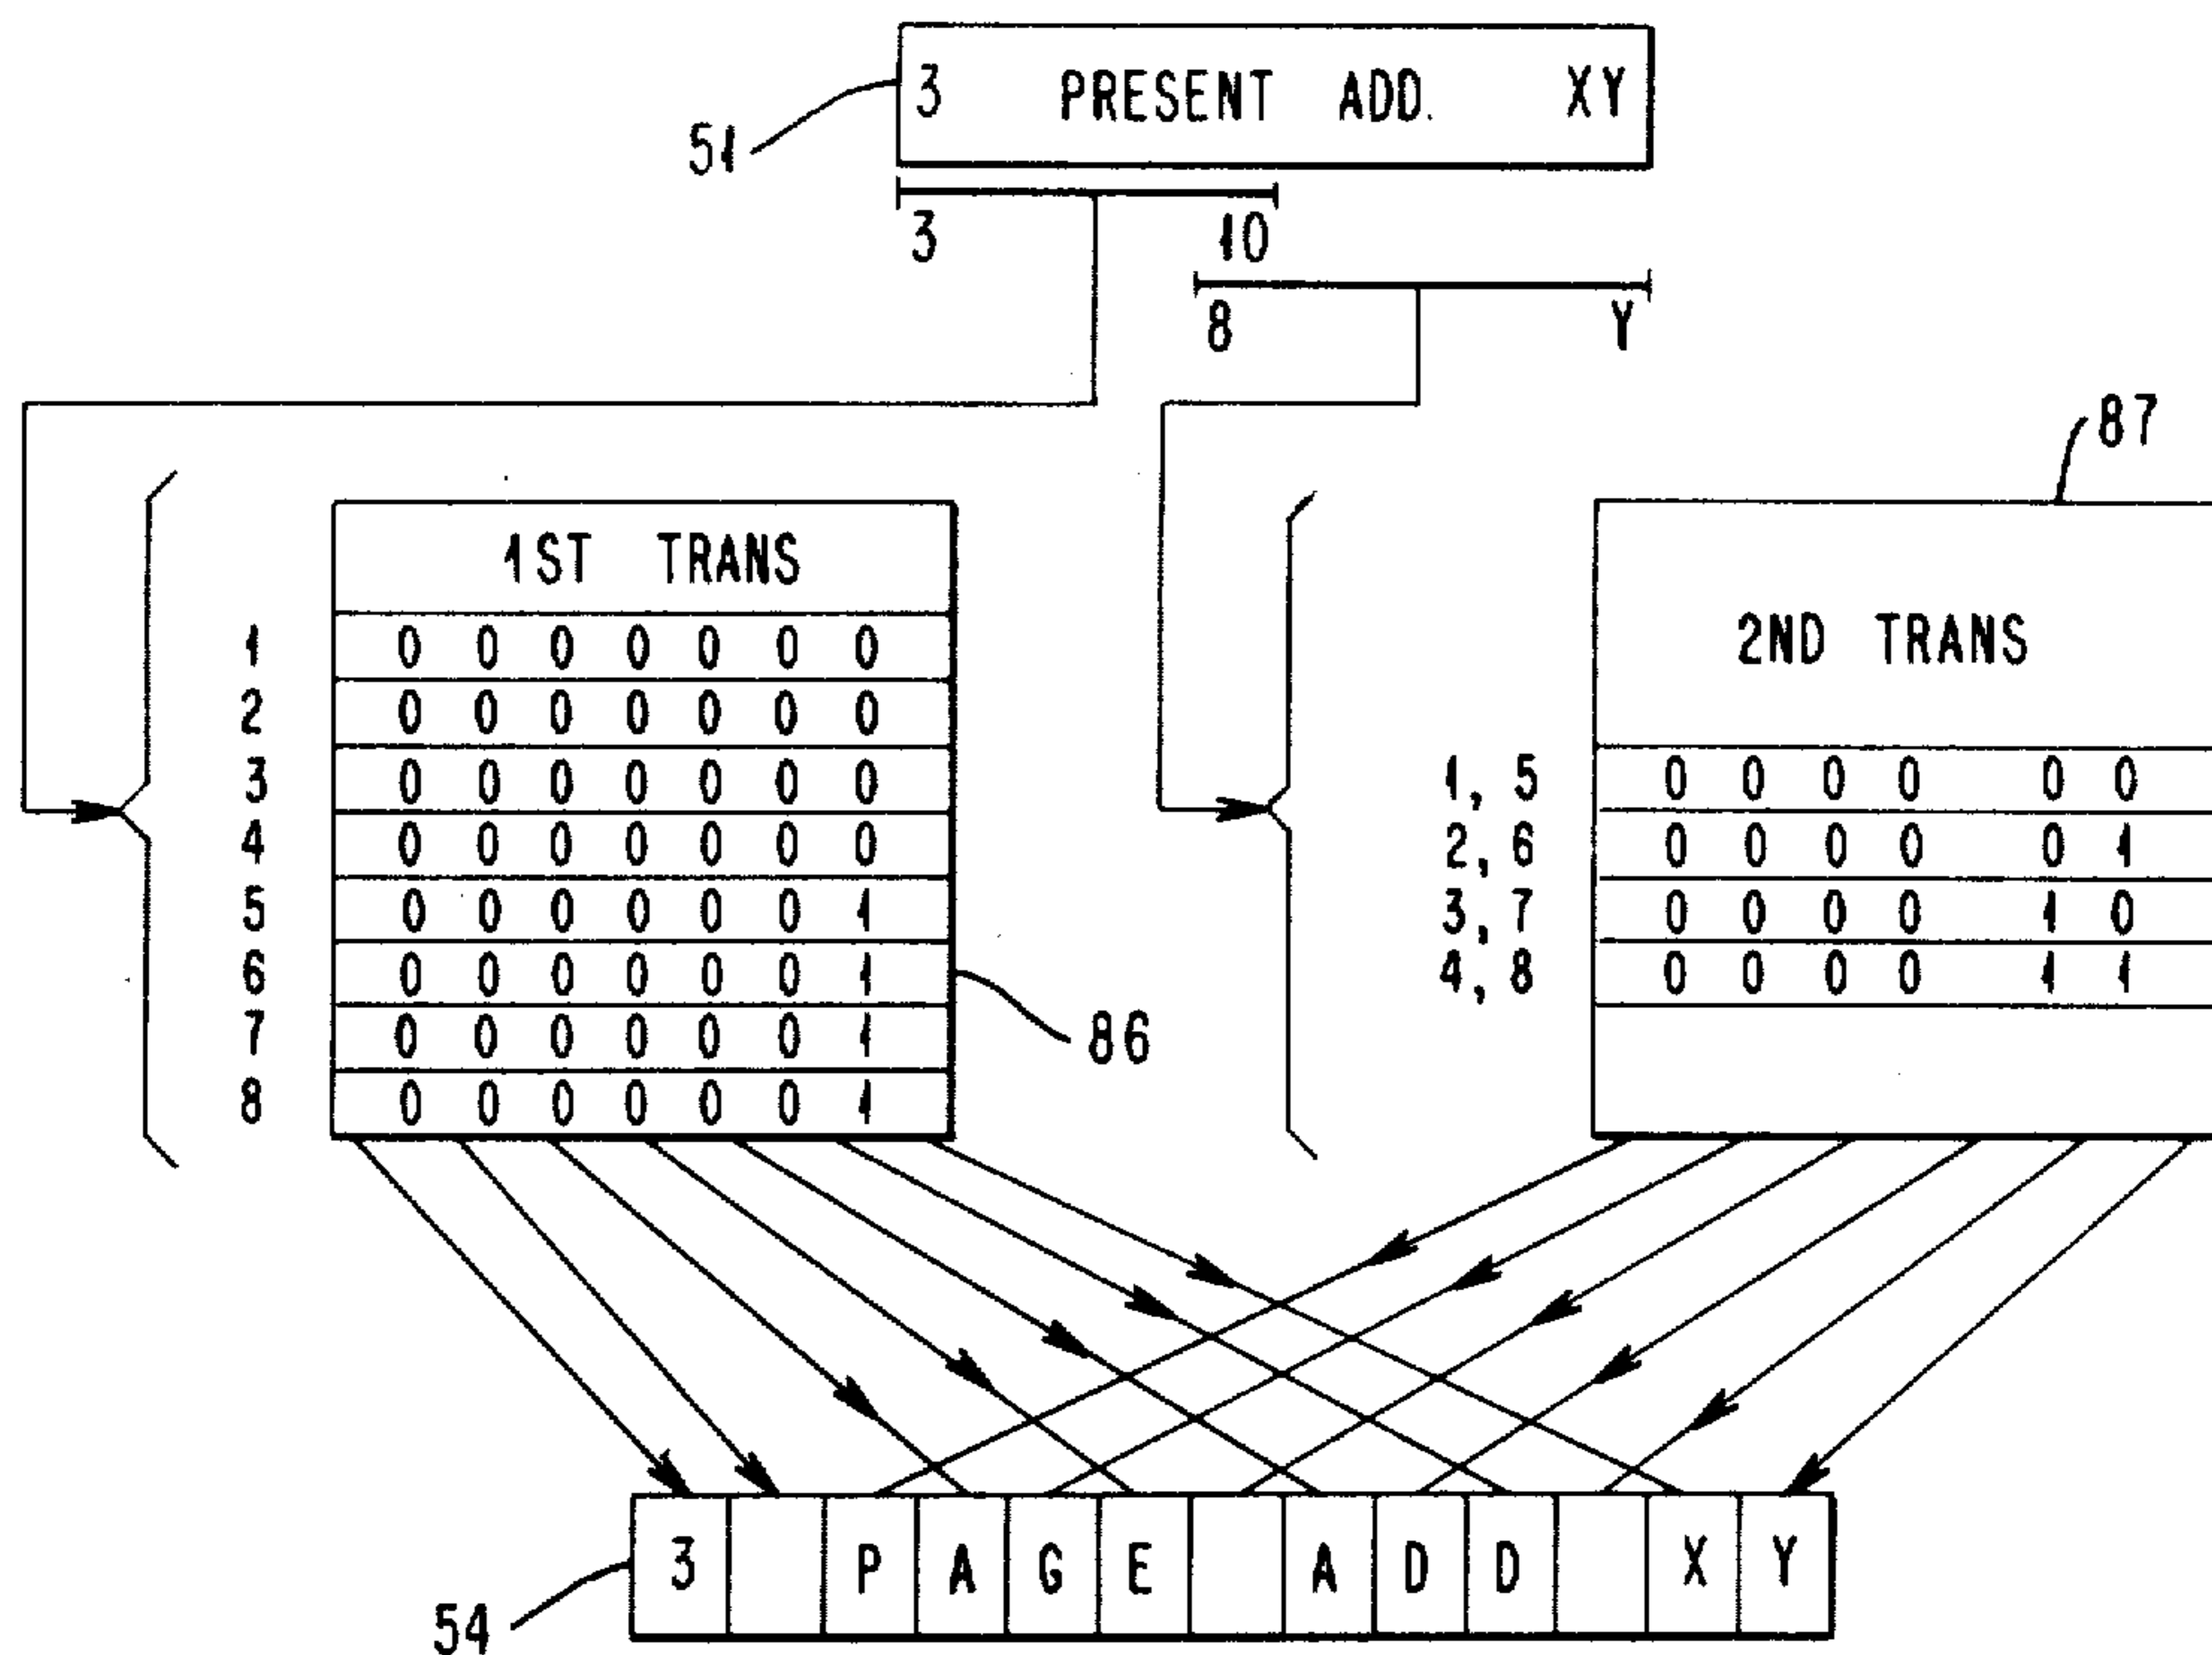 3 PRESENT ADD. XY
51
3 10
8 Y
87
1ST TRANS
1 0 0 0 0 0 0 0
2 0 0 0 0 0 0 0
3 0 0 0 0 0 0 0
4 0 0 0 0 0 0 0
5 0 0 0 0 0 0 1
6 0 0 0 0 0 0 1
7 0 0 0 0 0 0 1
8 0 0 0 0 0 0 1
86
2ND TRANS
1, 5 0 0 0 0 0 0
2, 6 0 0 0 0 0 1
3, 7 0 0 0 0 1 0
4, 8 0 0 0 0 1 1
3 P A G E A D D X Y
54